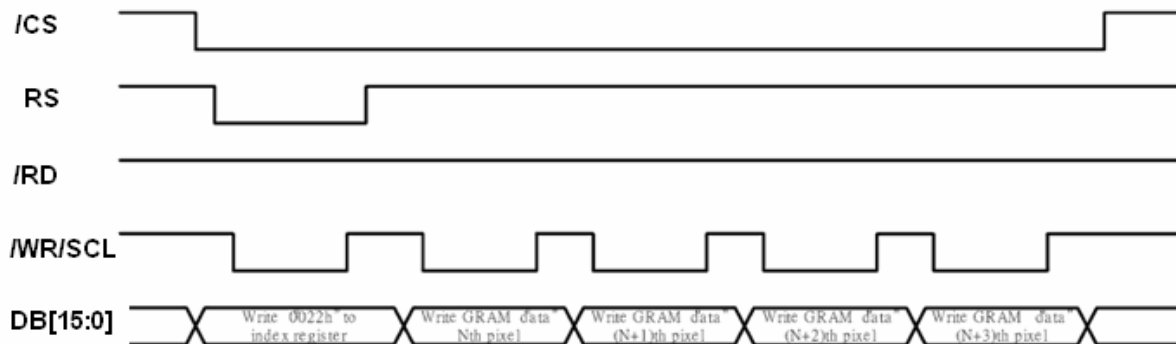 /CS
RS
/RD
/WR/SCL
DB[15:0]
Write "0022h" to
index register
Write GRAM "data"
Nth pixel
Write GRAM "data"
(N+1)th pixel
Write GRAM "data"
(N+2)th pixel
Write GRAM "data"
(N+3)th pixel